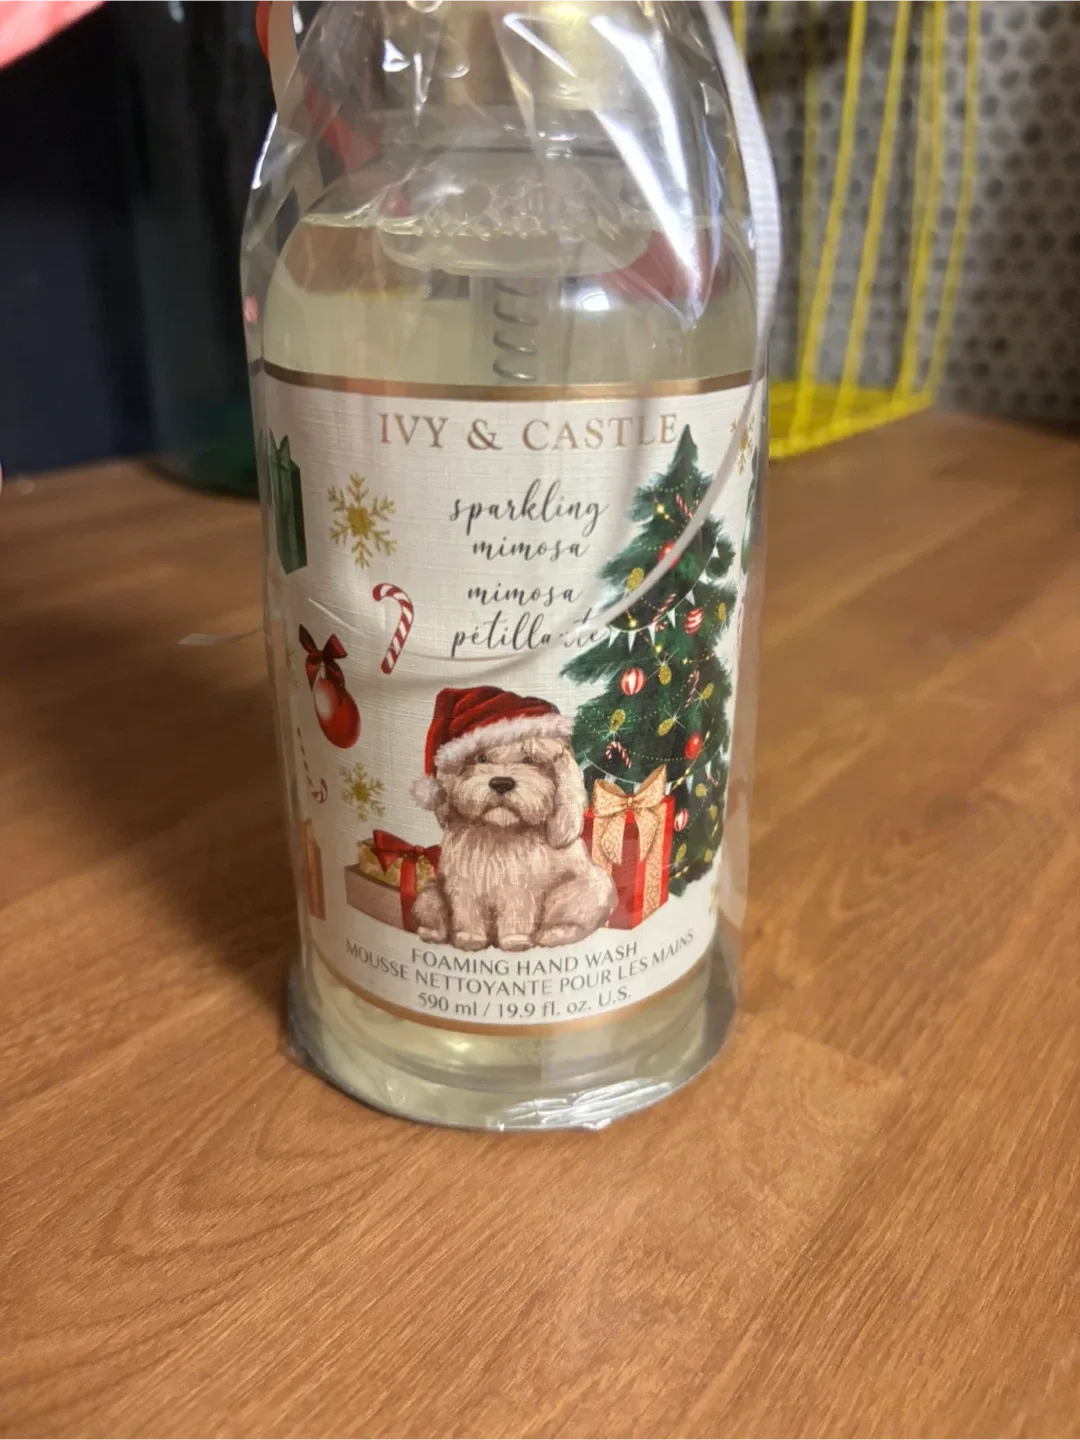 IVY & CASTLE
sparkling
mimosa
mimosa
pétillante
FOAMING HAND WASH
MOUSSE NETTOYANTE POUR LES MAINS
590 ml / 19.9 fl. oz. U.S.